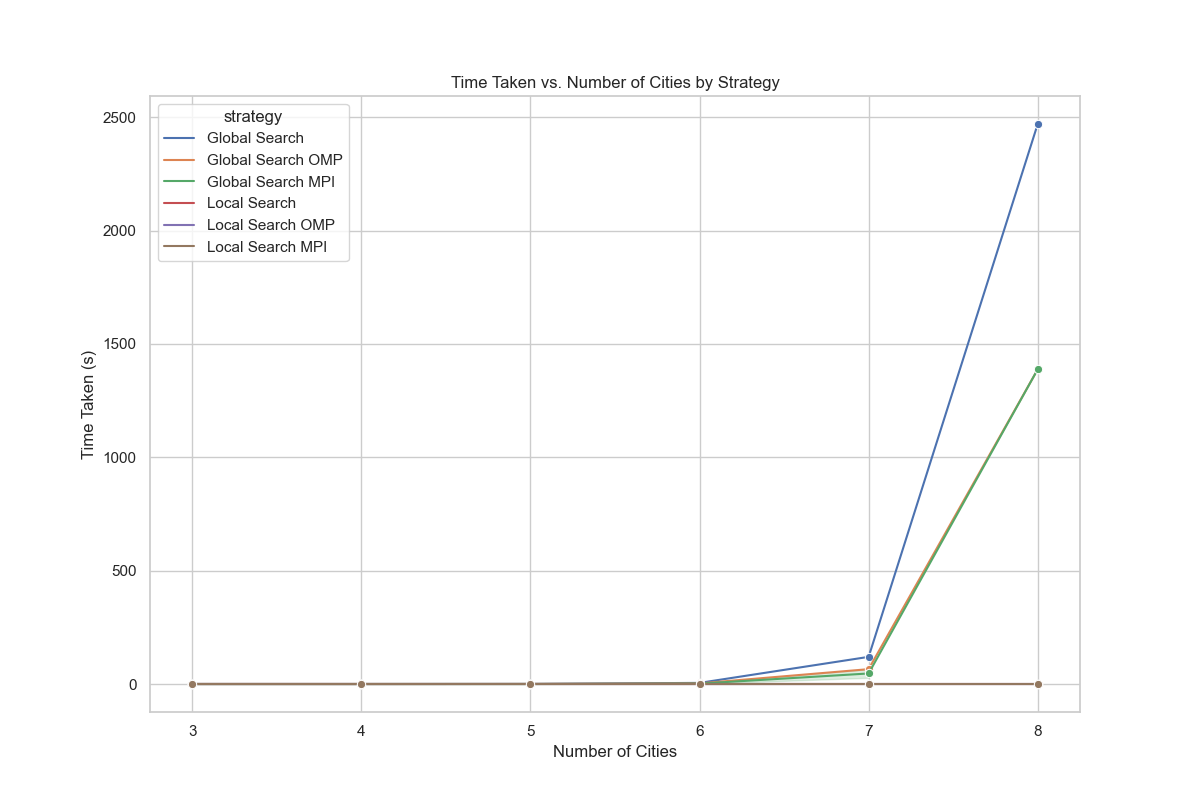 Time Taken vs. Number of Cities by Strategy
strategy
Global Search
Global Search OMP
Global Search MPI
Local Search
Local Search OMP
Local Search MPI
Time Taken (s)
2500
2000
1500
1000
500
0
3 4 5 6 7 8
Number of Cities